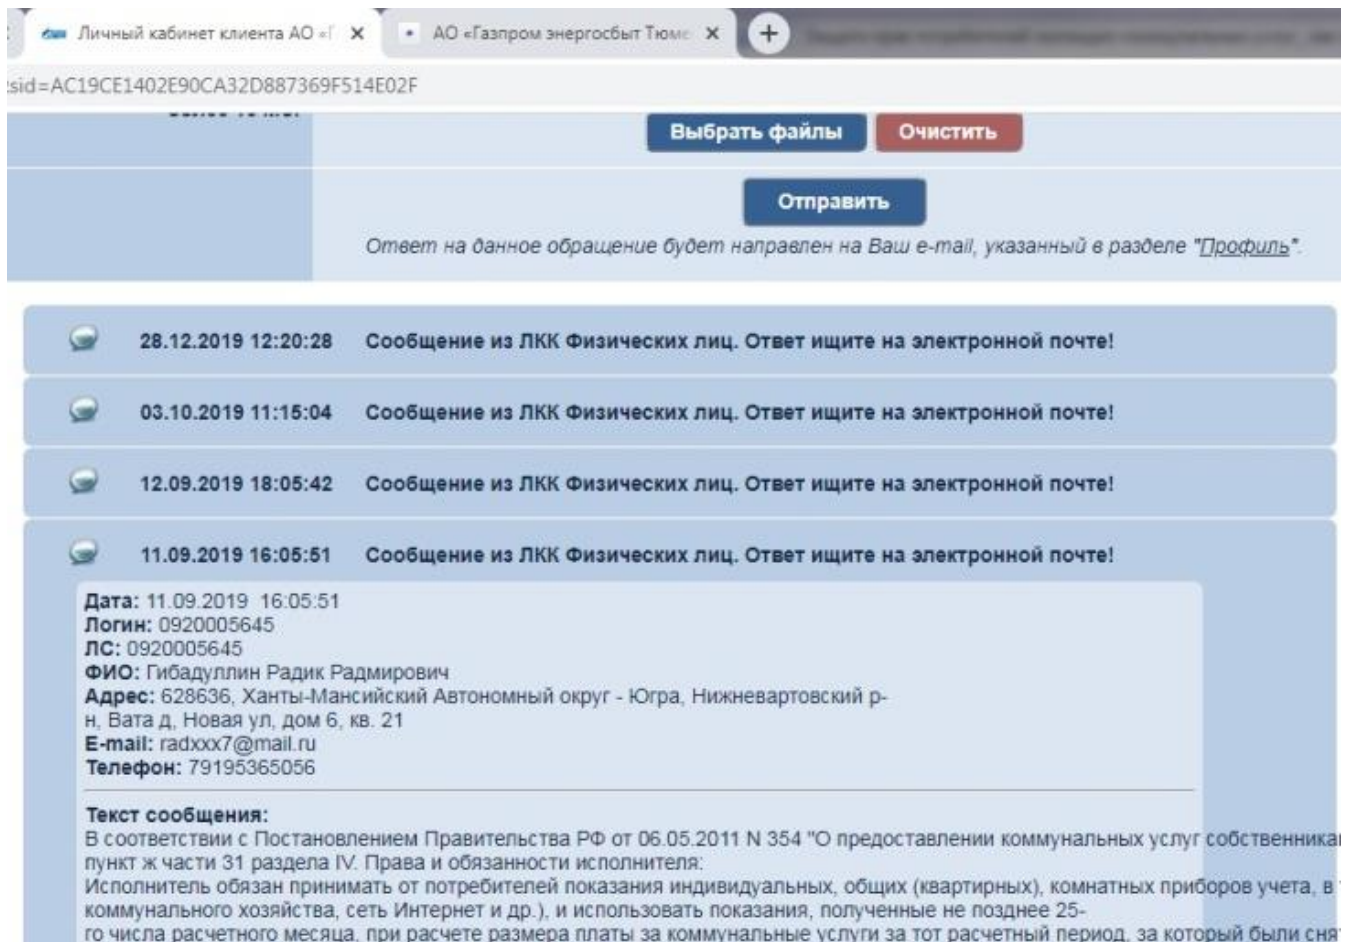 Личный кабинет клиента АО «Г
АО «Газпром энергосбыт Тюме
sid=AC19CE1402E90CA32D887369F514E02F
Выбрать файлы Очистить
Отправить
Ответ на данное обращение будет направлен на Ваш e-mail, указанный в разделе "Профиль".
28.12.2019 12:20:28 Сообщение из ЛКК Физических лиц. Ответ ищите на электронной почте!
03.10.2019 11:15:04 Сообщение из ЛКК Физических лиц. Ответ ищите на электронной почте!
12.09.2019 18:05:42 Сообщение из ЛКК Физических лиц. Ответ ищите на электронной почте!
11.09.2019 16:05:51 Сообщение из ЛКК Физических лиц. Ответ ищите на электронной почте!
Дата: 11.09.2019 16:05:51
Логин: 0920005645
ЛС: 0920005645
ФИО: Гибадуллин Радик Радмирович
Адрес: 628636, Ханты-Мансийский Автономный округ - Югра, Нижневартовский р-
н, Вата д, Новая ул, дом 6, кв. 21
E-mail: radxxx7@mail.ru
Телефон: 79195365056
Текст сообщения:
В соответствии с Постановлением Правительства РФ от 06.05.2011 N 354 "О предоставлении коммунальных услуг собственника
пункт ж части 31 раздела IV. Права и обязанности исполнителя:
Исполнитель обязан принимать от потребителей показания индивидуальных, общих (квартирных), комнатных приборов учета, в
коммунального хозяйства, сеть Интернет и др.), и использовать показания, полученные не позднее 25-
го числа расчетного месяца, при расчете размера платы за коммунальные услуги за тот расчетный период, за который были сня